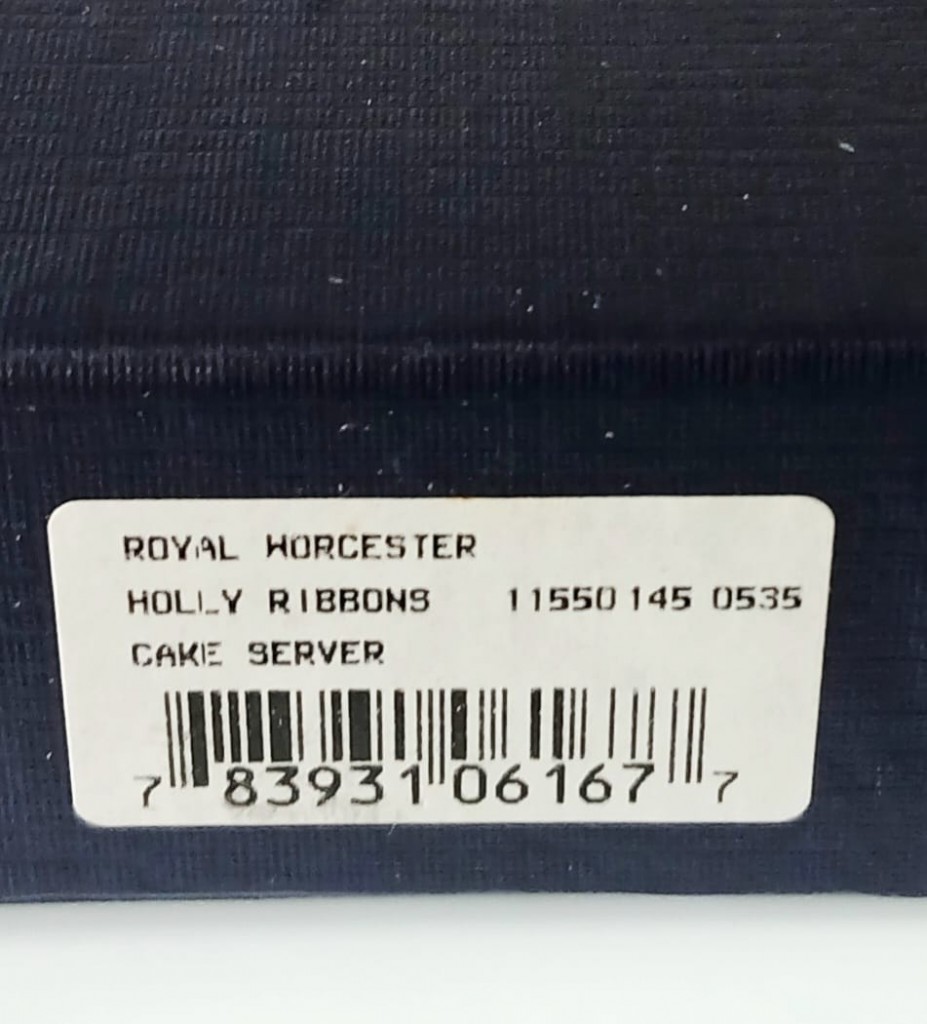 ROYAL WORCESTER
HOLLY RIBBONS 11550 145 0535
CAKE SERVER
7 83931 06167 7